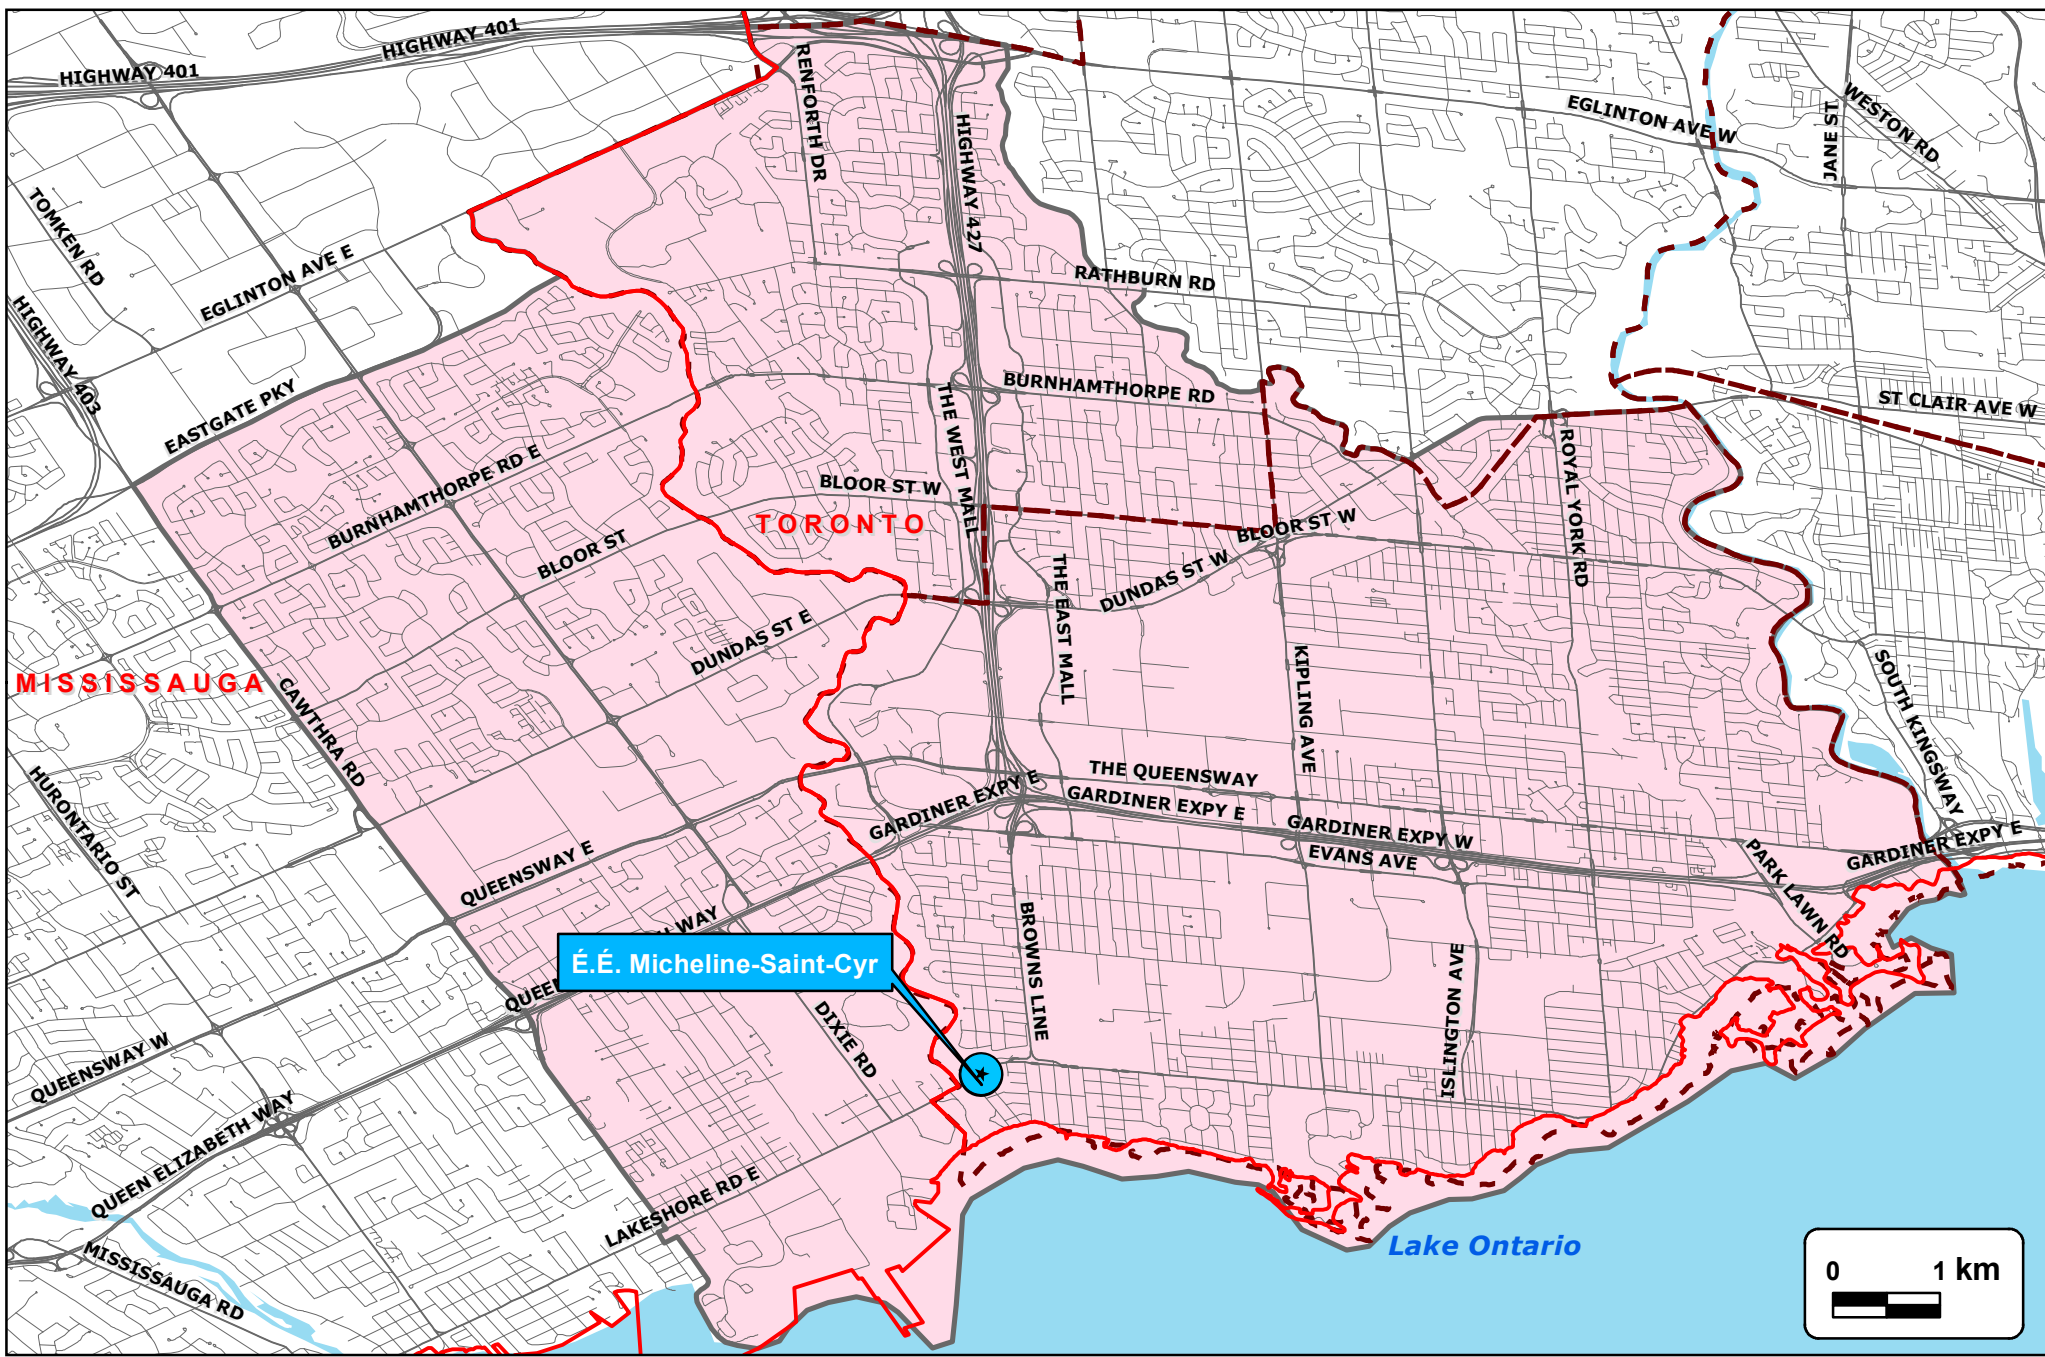 HIGHWAY 401
HIGHWAY 401
RENFORTH DR
HIGHWAY 427
EGLINTON AVE W
JANE ST
WESTON RD
TOMKEN RD
EGLINTON AVE E
HIGHWAY 403
RATHBURN RD
EASTGATE PKY
THE WEST MALL
BURNHAMTHORPE RD
ST CLAIR AVE W
BURNHAMTHORPE RD E
BLOOR ST W
TORONTO
BLOOR ST W
ROYAL YORK RD
BLOOR ST
DUNDAS ST W
THE EAST MALL
DUNDAS ST E
MISSISSAUGA
CAWTHRA RD
KIPLING AVE
SOUTH KINGSWAY
HURONTARIO ST
THE QUEENSWAY
GARDINER EXPY E
GARDINER EXPY E
GARDINER EXPY W
EVANS AVE
GARDINER EXPY E
PARK LAWN RD
QUEENSWAY E
BROWNS LINE
É.É. Micheline-Saint-Cyr
ISLINGTON AVE
DIXIE RD
QUEENSWAY W
QUEEN ELIZABETH WAY
LAKESHORE RD E
MISSISSAUGA RD
Lake Ontario
0 1 km